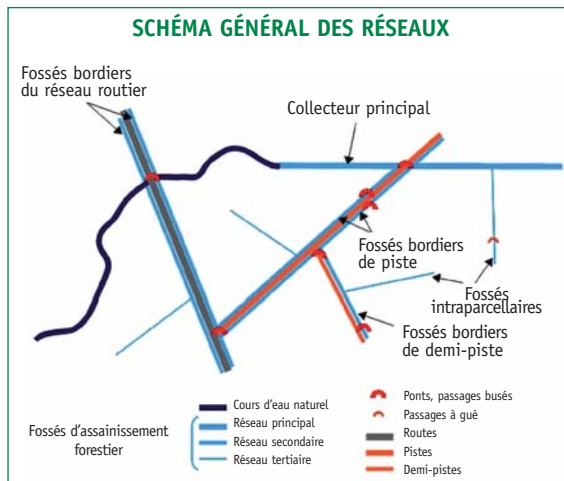 SCHÉMA GÉNÉRAL DES RÉSEAUX
Fossés bordiers
du réseau routier
Collecteur principal
Fossés bordiers
de piste
Fossés
intraparcellaires
Fossés bordiers
de demi-piste
Fossés d'assainissement
forestier
Cours d'eau naturel
Réseau principal
Réseau secondaire
Réseau tertiaire
Ponts, passages busés
Passages à gué
Routes
Pistes
Demi-pistes